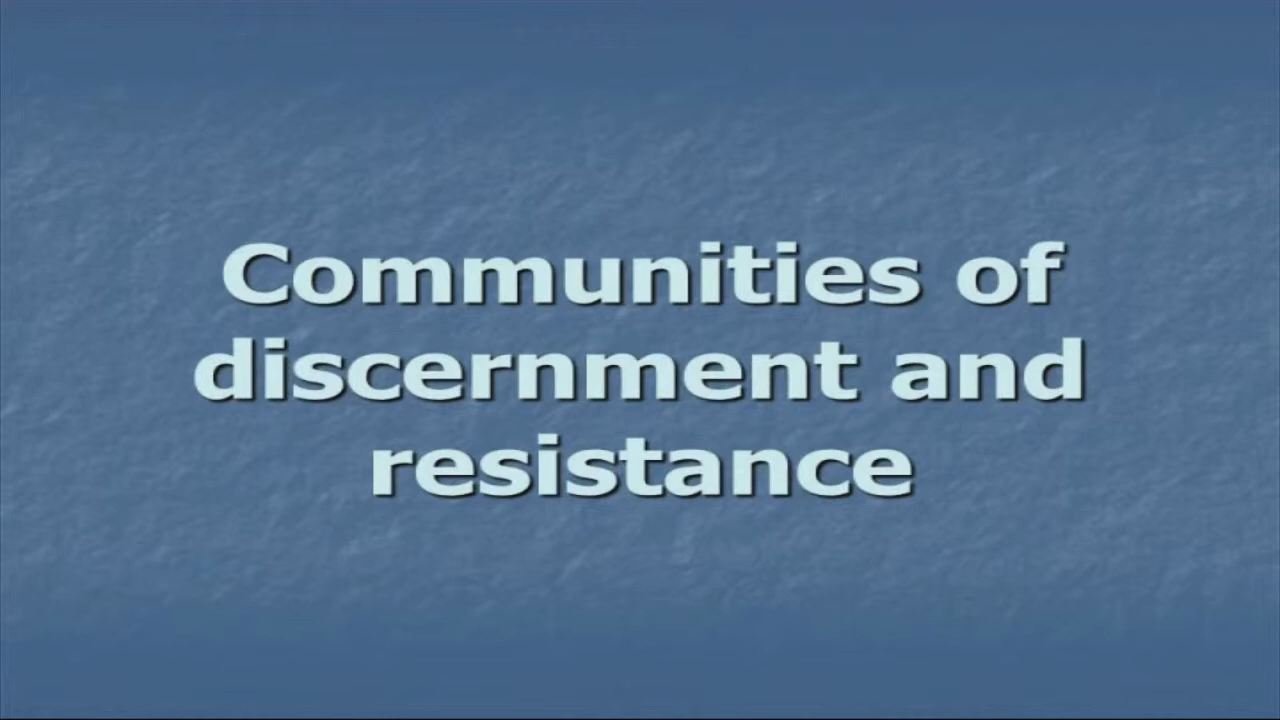 Communities of
discernment and
resistance